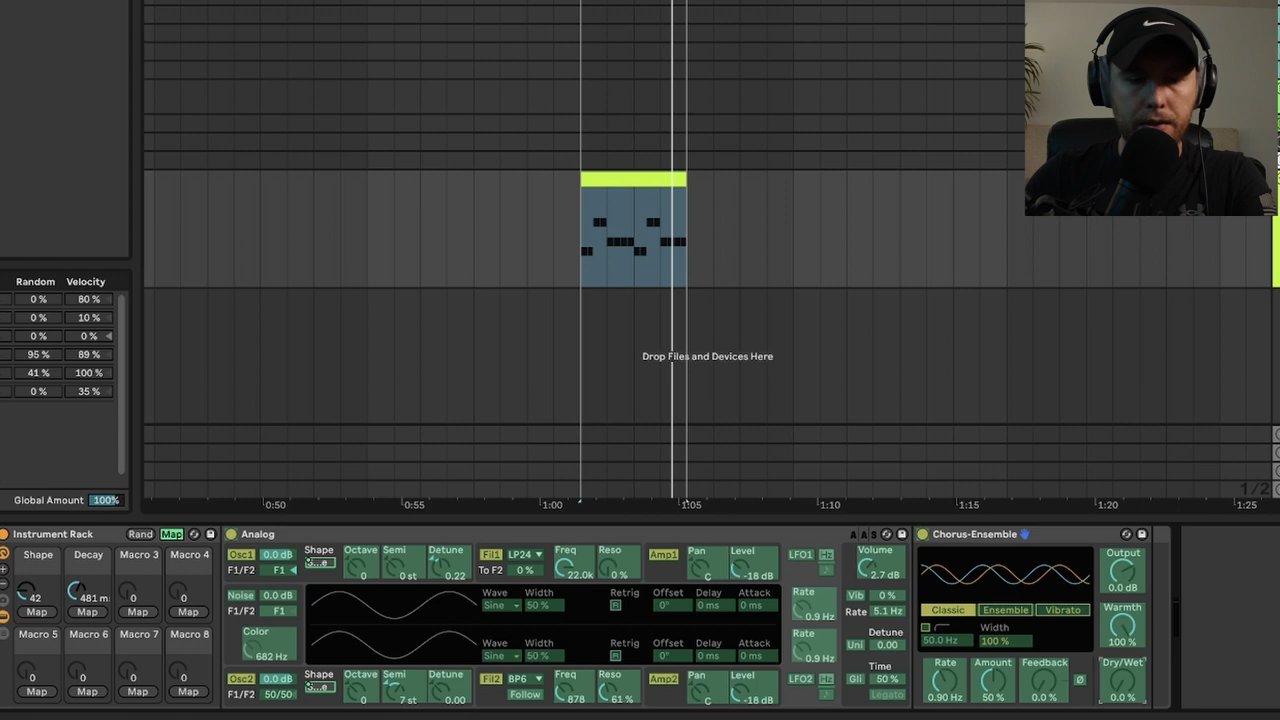 Random Velocity
0 % 80 %
0 % 10 %
0 % 0 %
95 % 89 %
41 % 100 %
0 % 35 %
Global Amount 100%
Drop Files and Devices Here
1/2
0:50 0:55 1:00 1:05 1:10 1:15 1:20 1:25
Instrument Rack Rand Map
Shape Decay Macro 3 Macro 4
42 481 m 0 0
Map Map Map Map
Macro 5 Macro 6 Macro 7 Macro 8
0 0 0 0
Map Map Map Map
Analog A A S
Osc1 0.0 dB Shape Octave Semi Detune
F1/F2 F1 S...e 0 0 st 0.22
Fil1 LP24 Freq Reso
To F2 0 % 22.0k 0 %
Amp1 Pan Level
C -18 dB
LFO1 Hz
Volume
2.7 dB
Noise 0.0 dB
F1/F2 F1
Color
682 Hz
Wave Width Retrig Offset Delay Attack
Sine 50 % R 0° 0 ms 0 ms
Rate
0.9 Hz
Vib 0 %
Rate 5.1 Hz
Wave Width Retrig Offset Delay Attack
Sine 50 % R 0° 0 ms 0 ms
Rate
0.9 Hz
Detune
Uni 0.00
Time
Gli 50 %
Legato
Osc2 0.0 dB Shape Octave Semi Detune
F1/F2 50/50 S...e 0 7 st 0.00
Fil2 BP6 Freq Reso
Follow 878 61 %
Amp2 Pan Level
C -18 dB
LFO2 Hz
Chorus-Ensemble
Classic Ensemble Vibrato
Width
50.0 Hz 100 %
Rate Amount Feedback Ø
0.90 Hz 50 % 0.0 %
Output
0.0 dB
Warmth
100 %
Dry/Wet
0.0 %